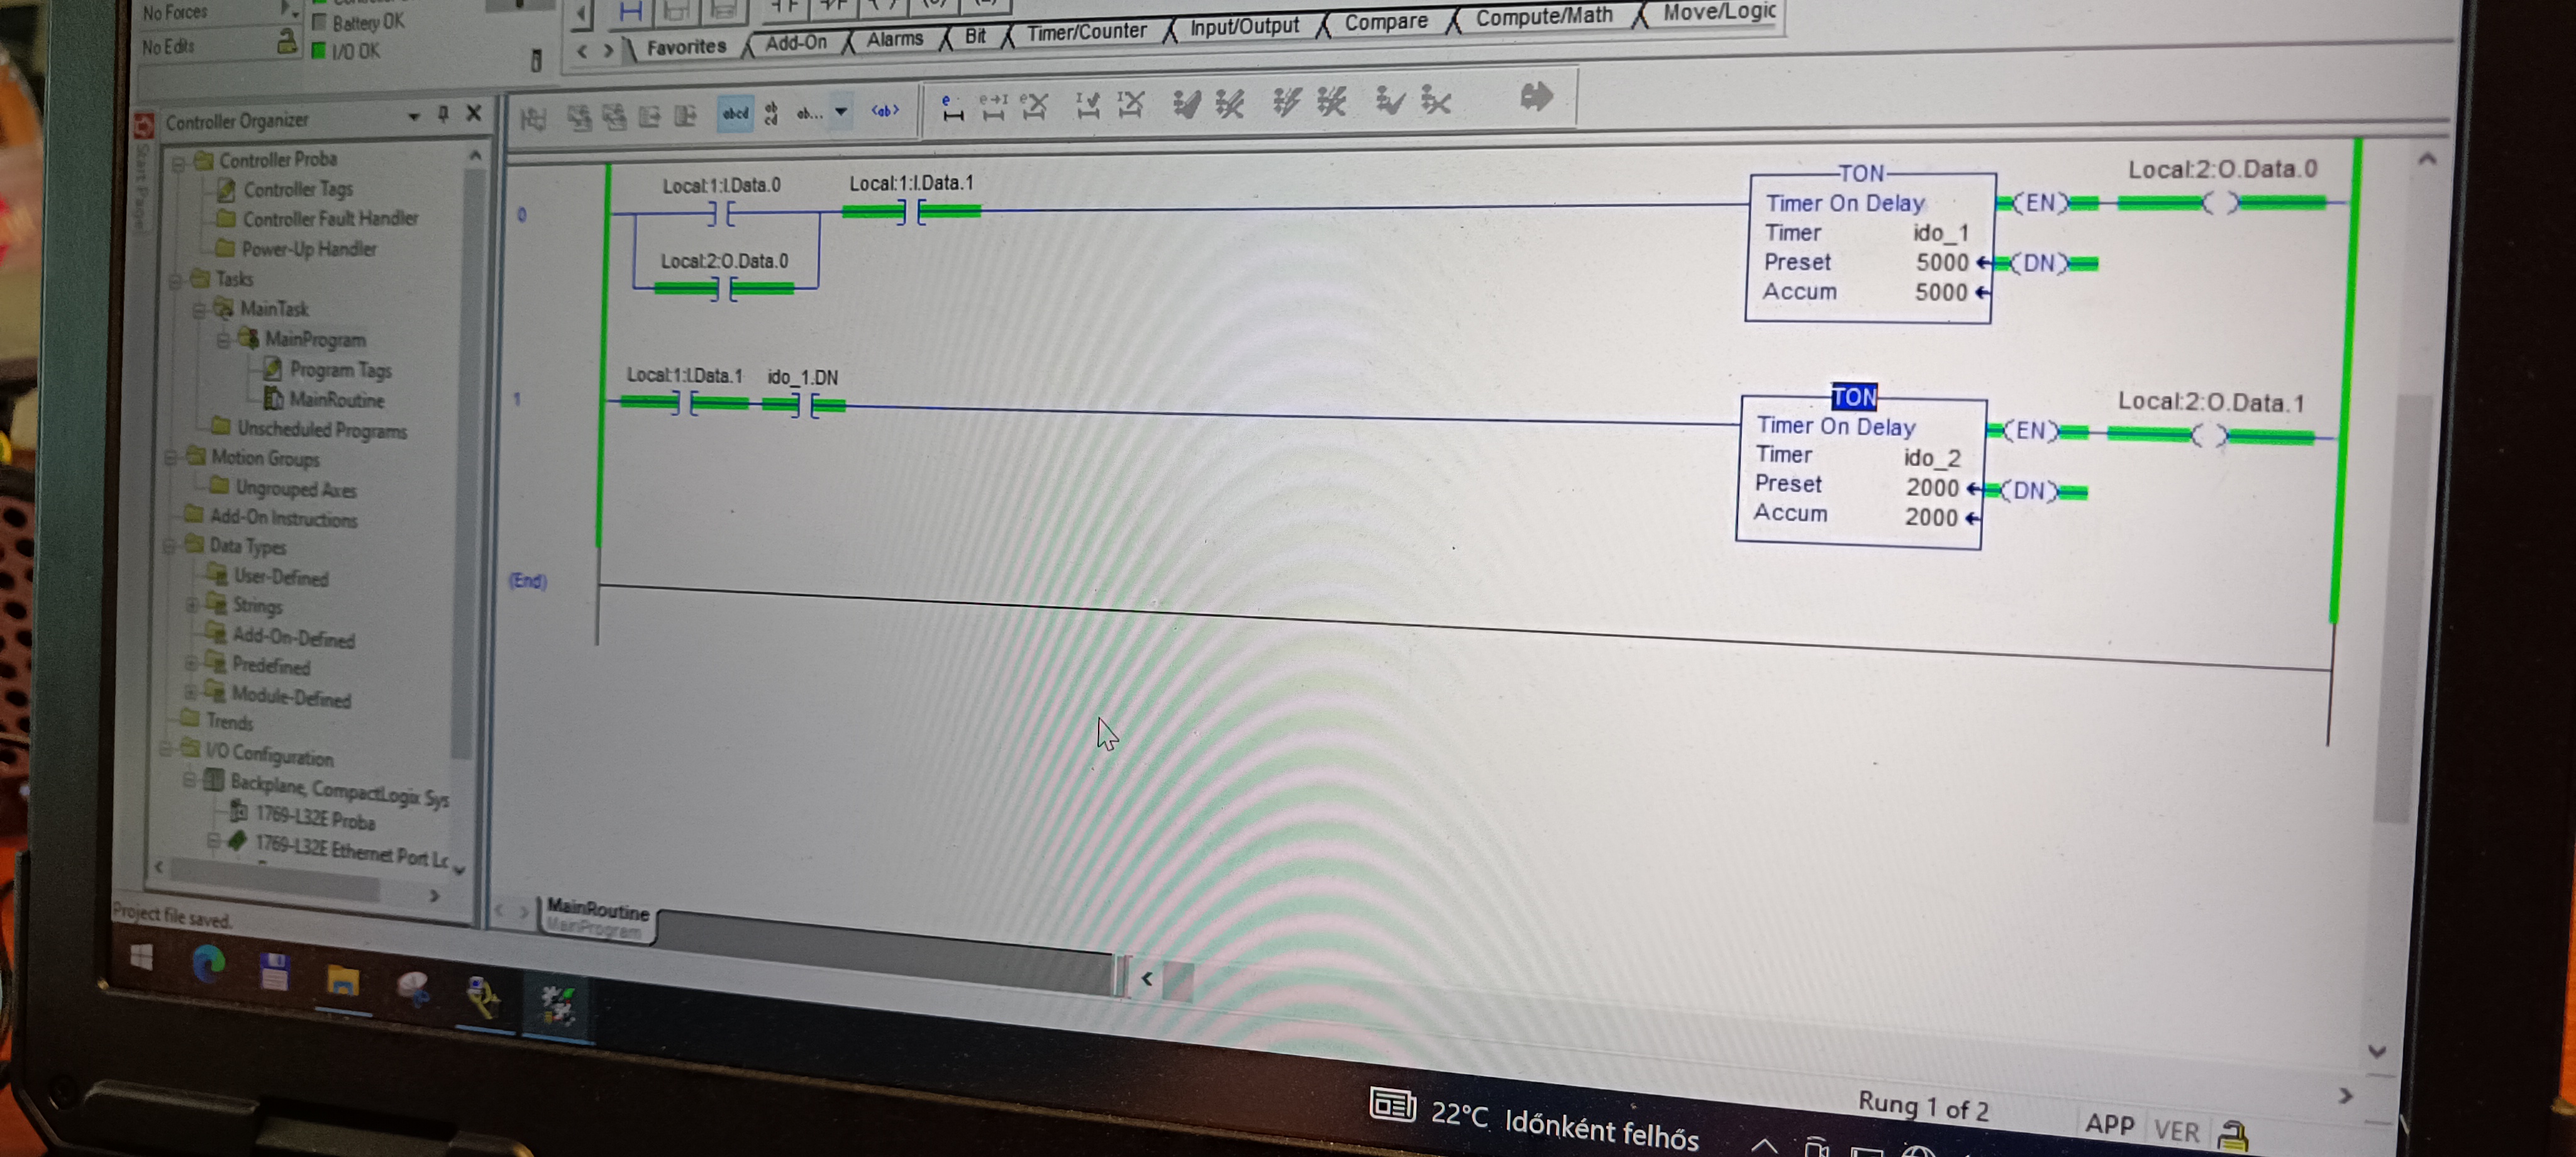 No Forces
No Edits
Battery OK
I/O OK
Favorites
Add-On
Alarms
Bit
Timer/Counter
Input/Output
Compare
Compute/Math
Move/Logic
Start Page
Controller Organizer
abcd
ab
cd
ab...
<ab>
Controller Proba
Controller Tags
Controller Fault Handler
Power-Up Handler
Tasks
MainTask
MainProgram
Program Tags
MainRoutine
Unscheduled Programs
Motion Groups
Ungrouped Axes
Add-On Instructions
Data Types
User-Defined
Strings
Add-On-Defined
Predefined
Module-Defined
Trends
I/O Configuration
Backplane, CompactLogix Sys
1769-L32E Proba
1769-L32E Ethernet Port Lc
0
Local:1:I.Data.0
Local:1:I.Data.1
Local:2:O.Data.0
TON
Timer On Delay
Timer ido_1
Preset 5000
Accum 5000
EN
DN
Local:2:O.Data.0
1
Local:1:I.Data.1
ido_1.DN
TON
Timer On Delay
Timer ido_2
Preset 2000
Accum 2000
EN
DN
Local:2:O.Data.1
(End)
MainRoutine
MainProgram
Project file saved.
Rung 1 of 2
APP VER
22°C Időnként felhős